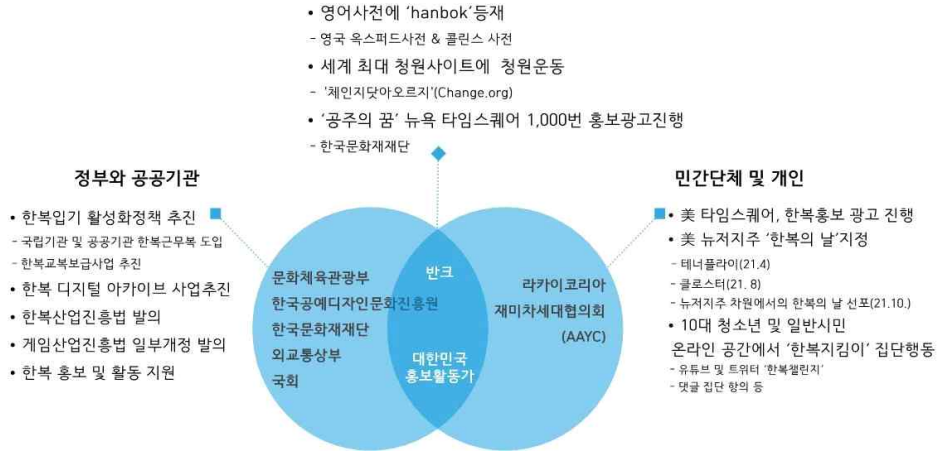 • 영어사전에 ‘hanbok‘등재
- 영국 옥스퍼드사전 & 콜린스 사전
• 세계 최대 청원사이트에 청원운동
- '체인지닷아오르지'(Change.org)
• ‘공주의 꿈’ 뉴욕 타임스퀘어 1,000번 홍보광고진행
- 한국문화재재단
정부와 공공기관
• 한복입기 활성화정책 추진
- 국립기관 및 공공기관 한복근무복 도입
- 한복교복보급사업 추진
• 한복 디지털 아카이브 사업추진
• 한복산업진흥법 발의
• 게임산업진흥법 일부개정 발의
• 한복 홍보 및 활동 지원
문화체육관광부
한국공예디자인문화진흥원
한국문화재재단
외교통상부
국회
반크
대한민국
홍보활동가
라카이코리아
재미차세대협의회
(AAYC)
민간단체 및 개인
• 美 타임스퀘어, 한복홍보 광고 진행
• 美 뉴저지주 ‘한복의 날’지정
- 테너플라이(21.4)
- 클로스터(21. 8)
- 뉴저지주 차원에서의 한복의 날 선포(21.10.)
• 10대 청소년 및 일반시민
온라인 공간에서 ‘한복지킴이’ 집단행동
- 유튜브 및 트위터 ‘한복챌린지’
- 댓글 집단 항의 등